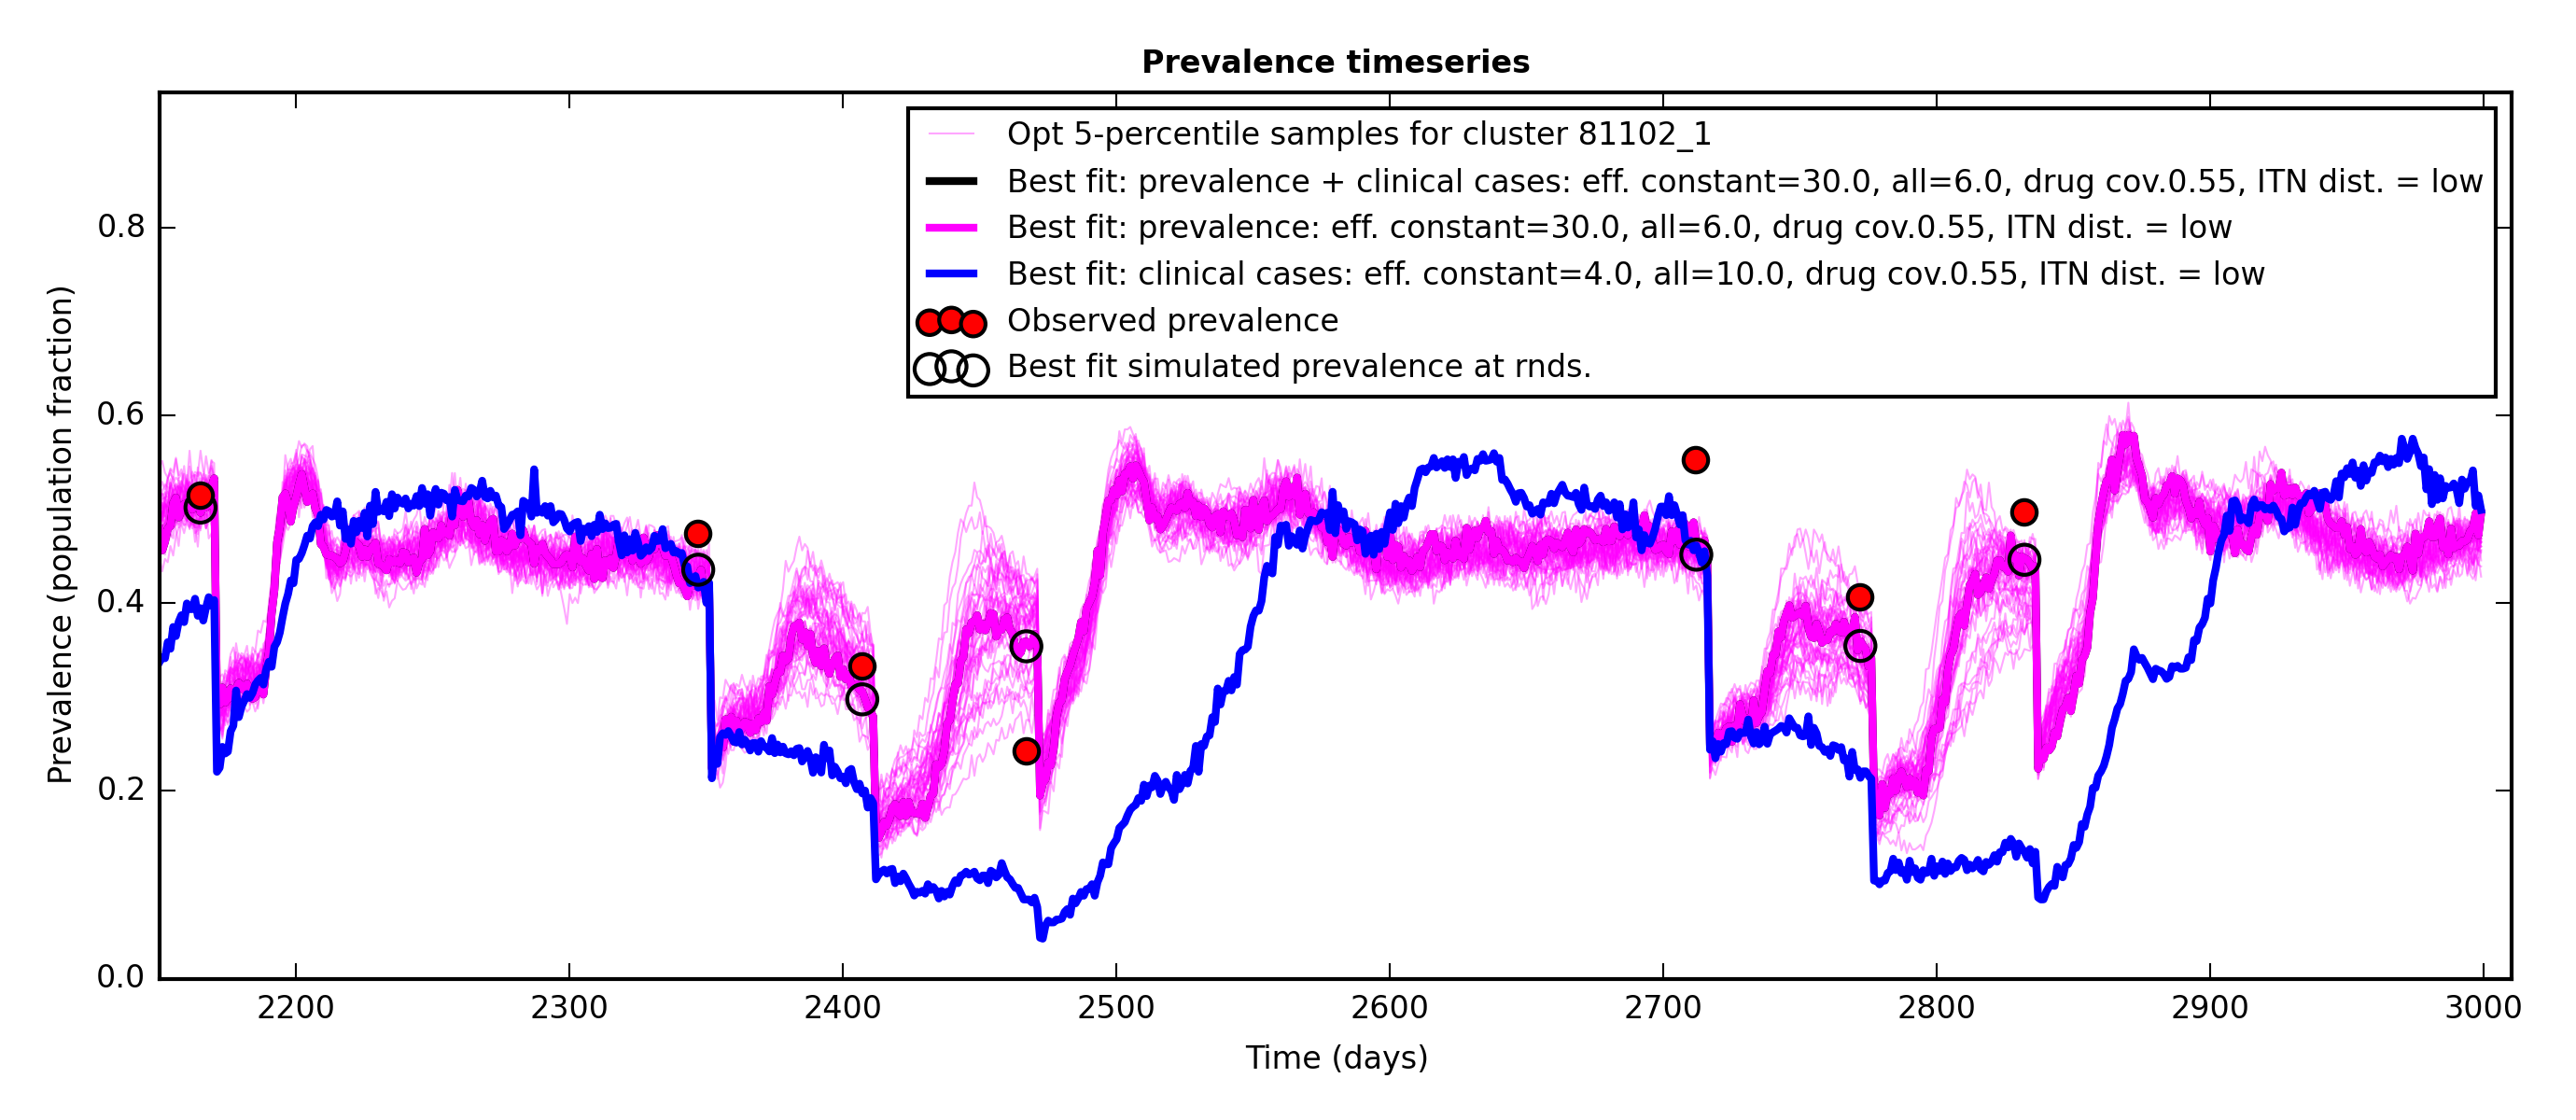 Prevalence timeseries
Opt 5-percentile samples for cluster 81102_1
Best fit: prevalence + clinical cases: eff. constant=30.0, all=6.0, drug cov.0.55, ITN dist. = low
Best fit: prevalence: eff. constant=30.0, all=6.0, drug cov.0.55, ITN dist. = low
Best fit: clinical cases: eff. constant=4.0, all=10.0, drug cov.0.55, ITN dist. = low
Observed prevalence
Best fit simulated prevalence at rnds.
Prevalence (population fraction)
0.8
0.6
0.4
0.2
0.0
2200 2300 2400 2500 2600 2700 2800 2900 3000
Time (days)